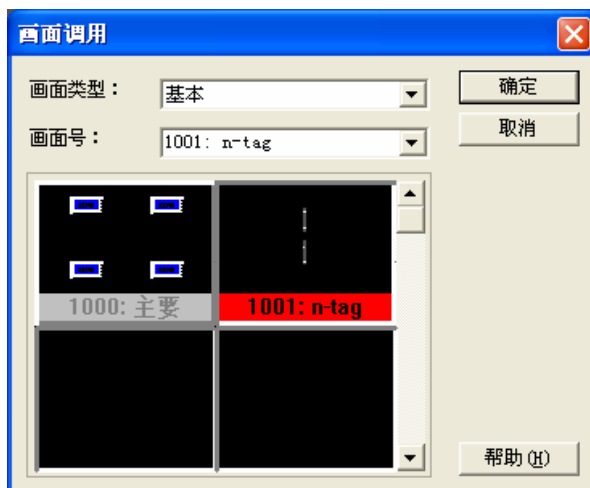 画面调用
画面类型： 基本
确定
画面号： 1001: n-tag
取消
1000: 主要 1001: n-tag
帮助(H)